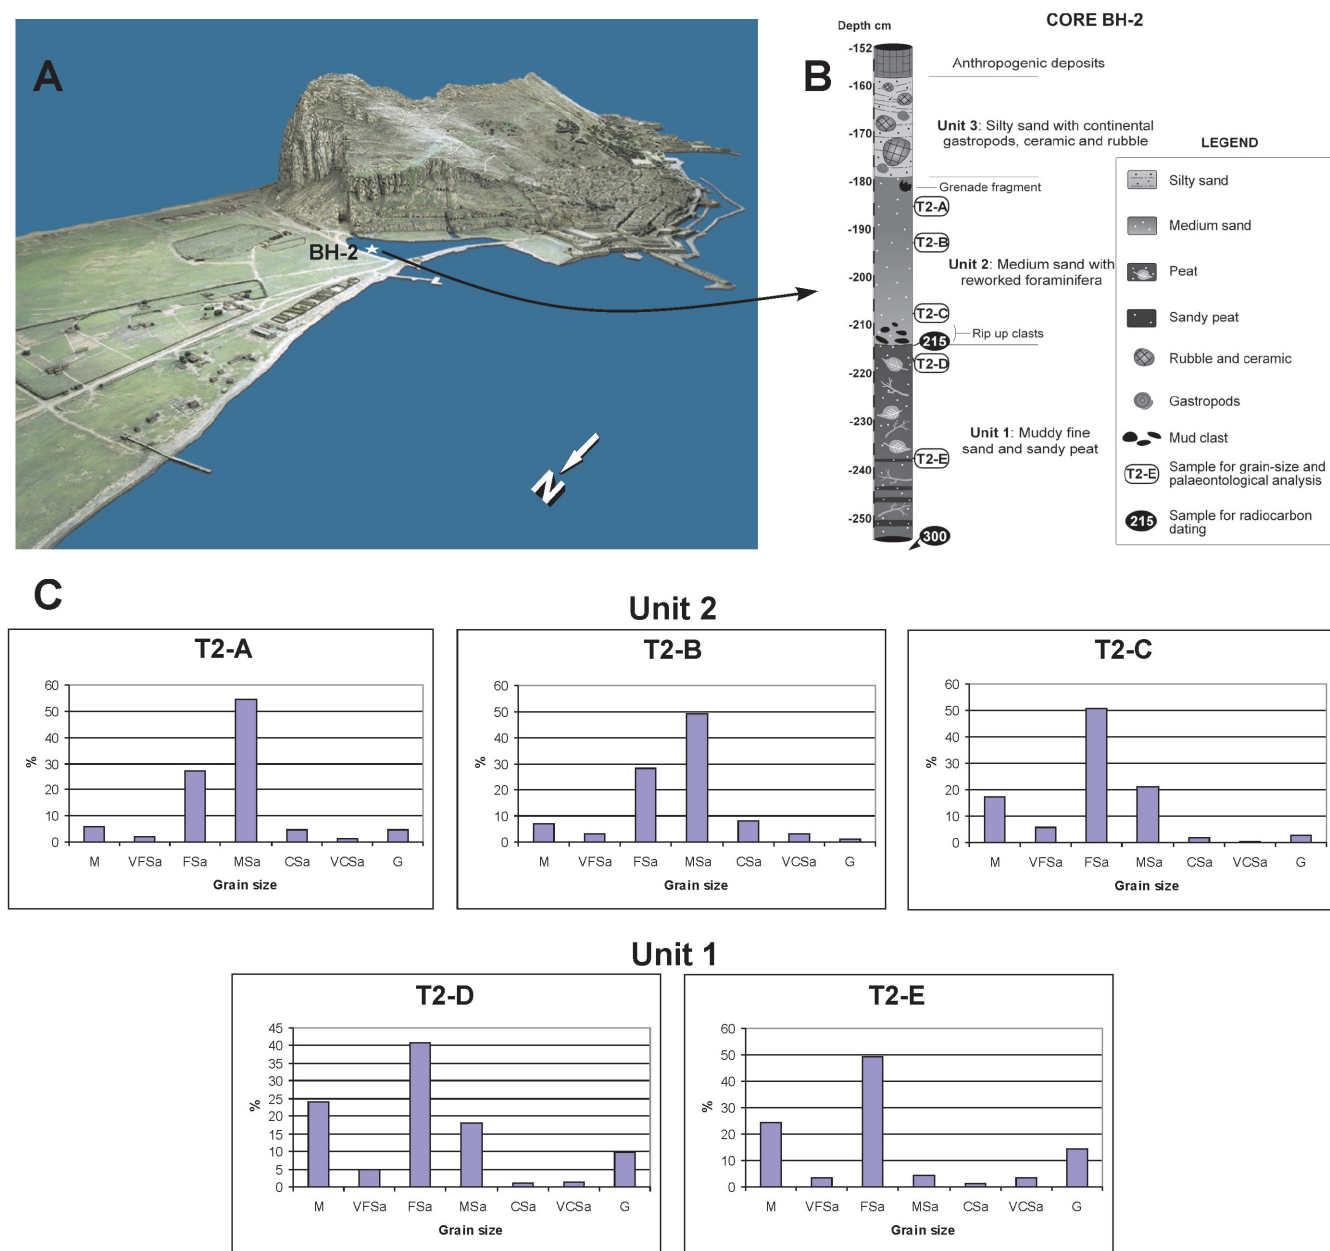 A
BH-2
N
B
CORE BH-2
Depth cm
-152
-160
-170
-180
-190
-200
-210
-220
-230
-240
-250
Anthropogenic deposits
Unit 3: Silty sand with continental
gastropods, ceramic and rubble
Grenade fragment
T2-A
T2-B
Unit 2: Medium sand with
reworked foraminifera
T2-C
Rip up clasts
215
T2-D
Unit 1: Muddy fine
sand and sandy peat
T2-E
300
LEGEND
Silty sand
Medium sand
Peat
Sandy peat
Rubble and ceramic
Gastropods
Mud clast
T2-E Sample for grain-size and
palaeontological analysis
215 Sample for radiocarbon
dating
C
Unit 2
T2-A
60
50
40
30
20
10
0
%
M VFSa FSa MSa CSa VCSa G
Grain size
T2-B
60
50
40
30
20
10
0
%
M VFSa FSa MSa CSa VCSa G
Grain size
T2-C
60
50
40
30
20
10
0
%
M VFSa FSa MSa CSa VCSa G
Grain size
Unit 1
T2-D
45
40
35
30
25
20
15
10
5
0
%
M VFSa FSa MSa CSa VCSa G
Grain size
T2-E
60
50
40
30
20
10
0
%
M VFSa FSa MSa CSa VCSa G
Grain size